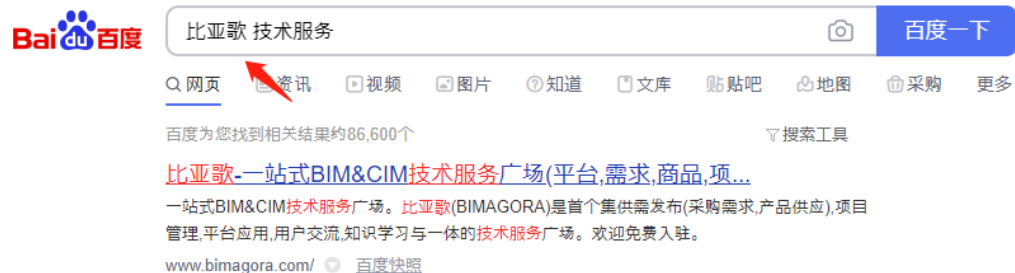 Bai du 百度 比亚歌 技术服务 百度一下
网页 资讯 视频 图片 知道 文库 贴 贴吧 地图 采购 更多
百度为您找到相关结果约86,600个 搜索工具
比亚歌-一站式BIM&CIM技术服务广场(平台,需求,商品,项...
一站式BIM&CIM技术服务广场。比亚歌(BIMAGORA)是首个集供需发布(采购需求,产品供应),项目
管理,平台应用,用户交流,知识学习与一体的技术服务广场。欢迎免费入驻。
www.bimagora.com/ 百度快照